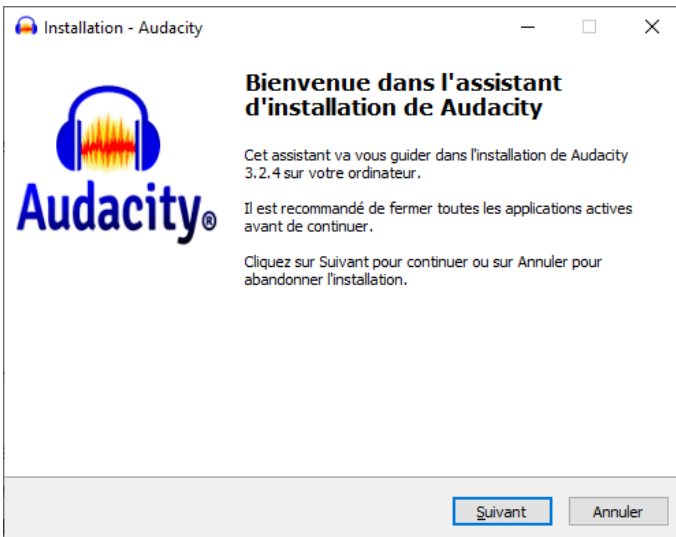 Installation - Audacity
Bienvenue dans l'assistant
d'installation de Audacity
Cet assistant va vous guider dans l'installation de Audacity
3.2.4 sur votre ordinateur.
Audacity®
Il est recommandé de fermer toutes les applications actives
avant de continuer.
Cliquez sur Suivant pour continuer ou sur Annuler pour
abandonner l'installation.
Suivant
Annuler